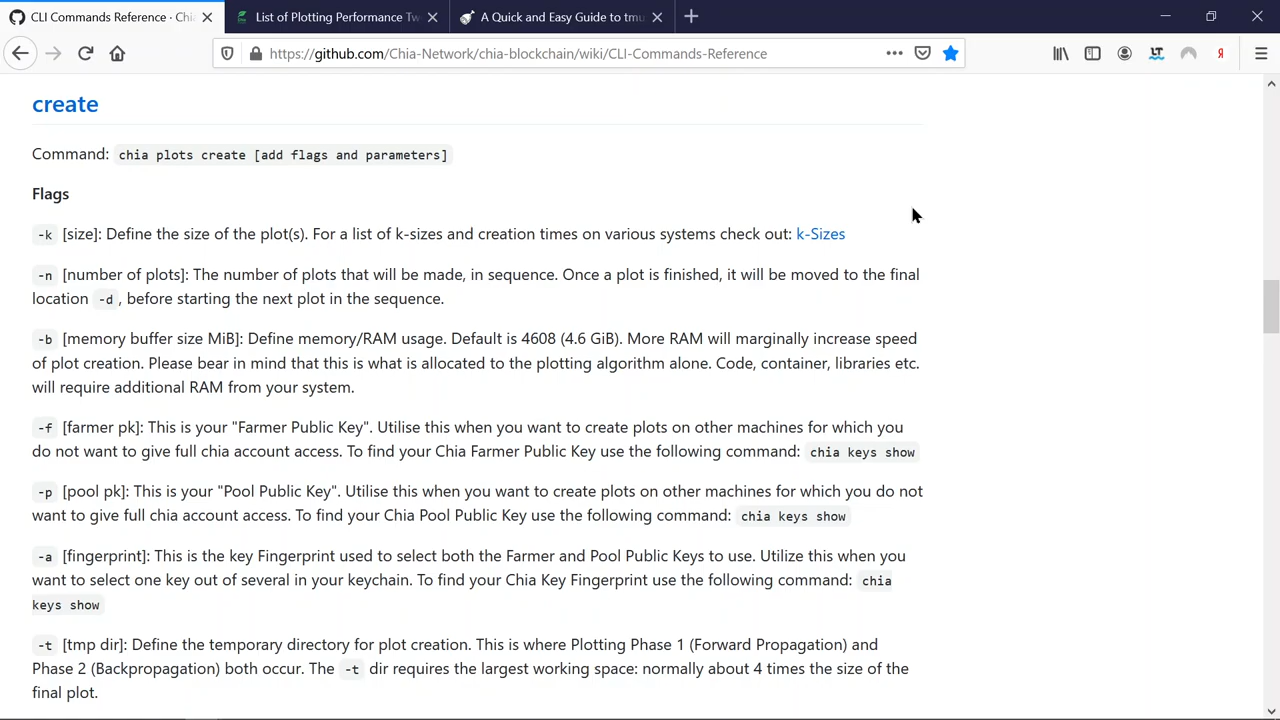 CLI Commands Reference · Chia
List of Plotting Performance Tw
A Quick and Easy Guide to tmu
https://github.com/Chia-Network/chia-blockchain/wiki/CLI-Commands-Reference
create
Command: chia plots create [add flags and parameters]
Flags
-k [size]: Define the size of the plot(s). For a list of k-sizes and creation times on various systems check out: k-Sizes
-n [number of plots]: The number of plots that will be made, in sequence. Once a plot is finished, it will be moved to the final
location -d , before starting the next plot in the sequence.
-b [memory buffer size MiB]: Define memory/RAM usage. Default is 4608 (4.6 GiB). More RAM will marginally increase speed
of plot creation. Please bear in mind that this is what is allocated to the plotting algorithm alone. Code, container, libraries etc.
will require additional RAM from your system.
-f [farmer pk]: This is your "Farmer Public Key". Utilise this when you want to create plots on other machines for which you
do not want to give full chia account access. To find your Chia Farmer Public Key use the following command: chia keys show
-p [pool pk]: This is your "Pool Public Key". Utilise this when you want to create plots on other machines for which you do not
want to give full chia account access. To find your Chia Pool Public Key use the following command: chia keys show
-a [fingerprint]: This is the key Fingerprint used to select both the Farmer and Pool Public Keys to use. Utilize this when you
want to select one key out of several in your keychain. To find your Chia Key Fingerprint use the following command: chia
keys show
-t [tmp dir]: Define the temporary directory for plot creation. This is where Plotting Phase 1 (Forward Propagation) and
Phase 2 (Backpropagation) both occur. The -t dir requires the largest working space: normally about 4 times the size of the
final plot.